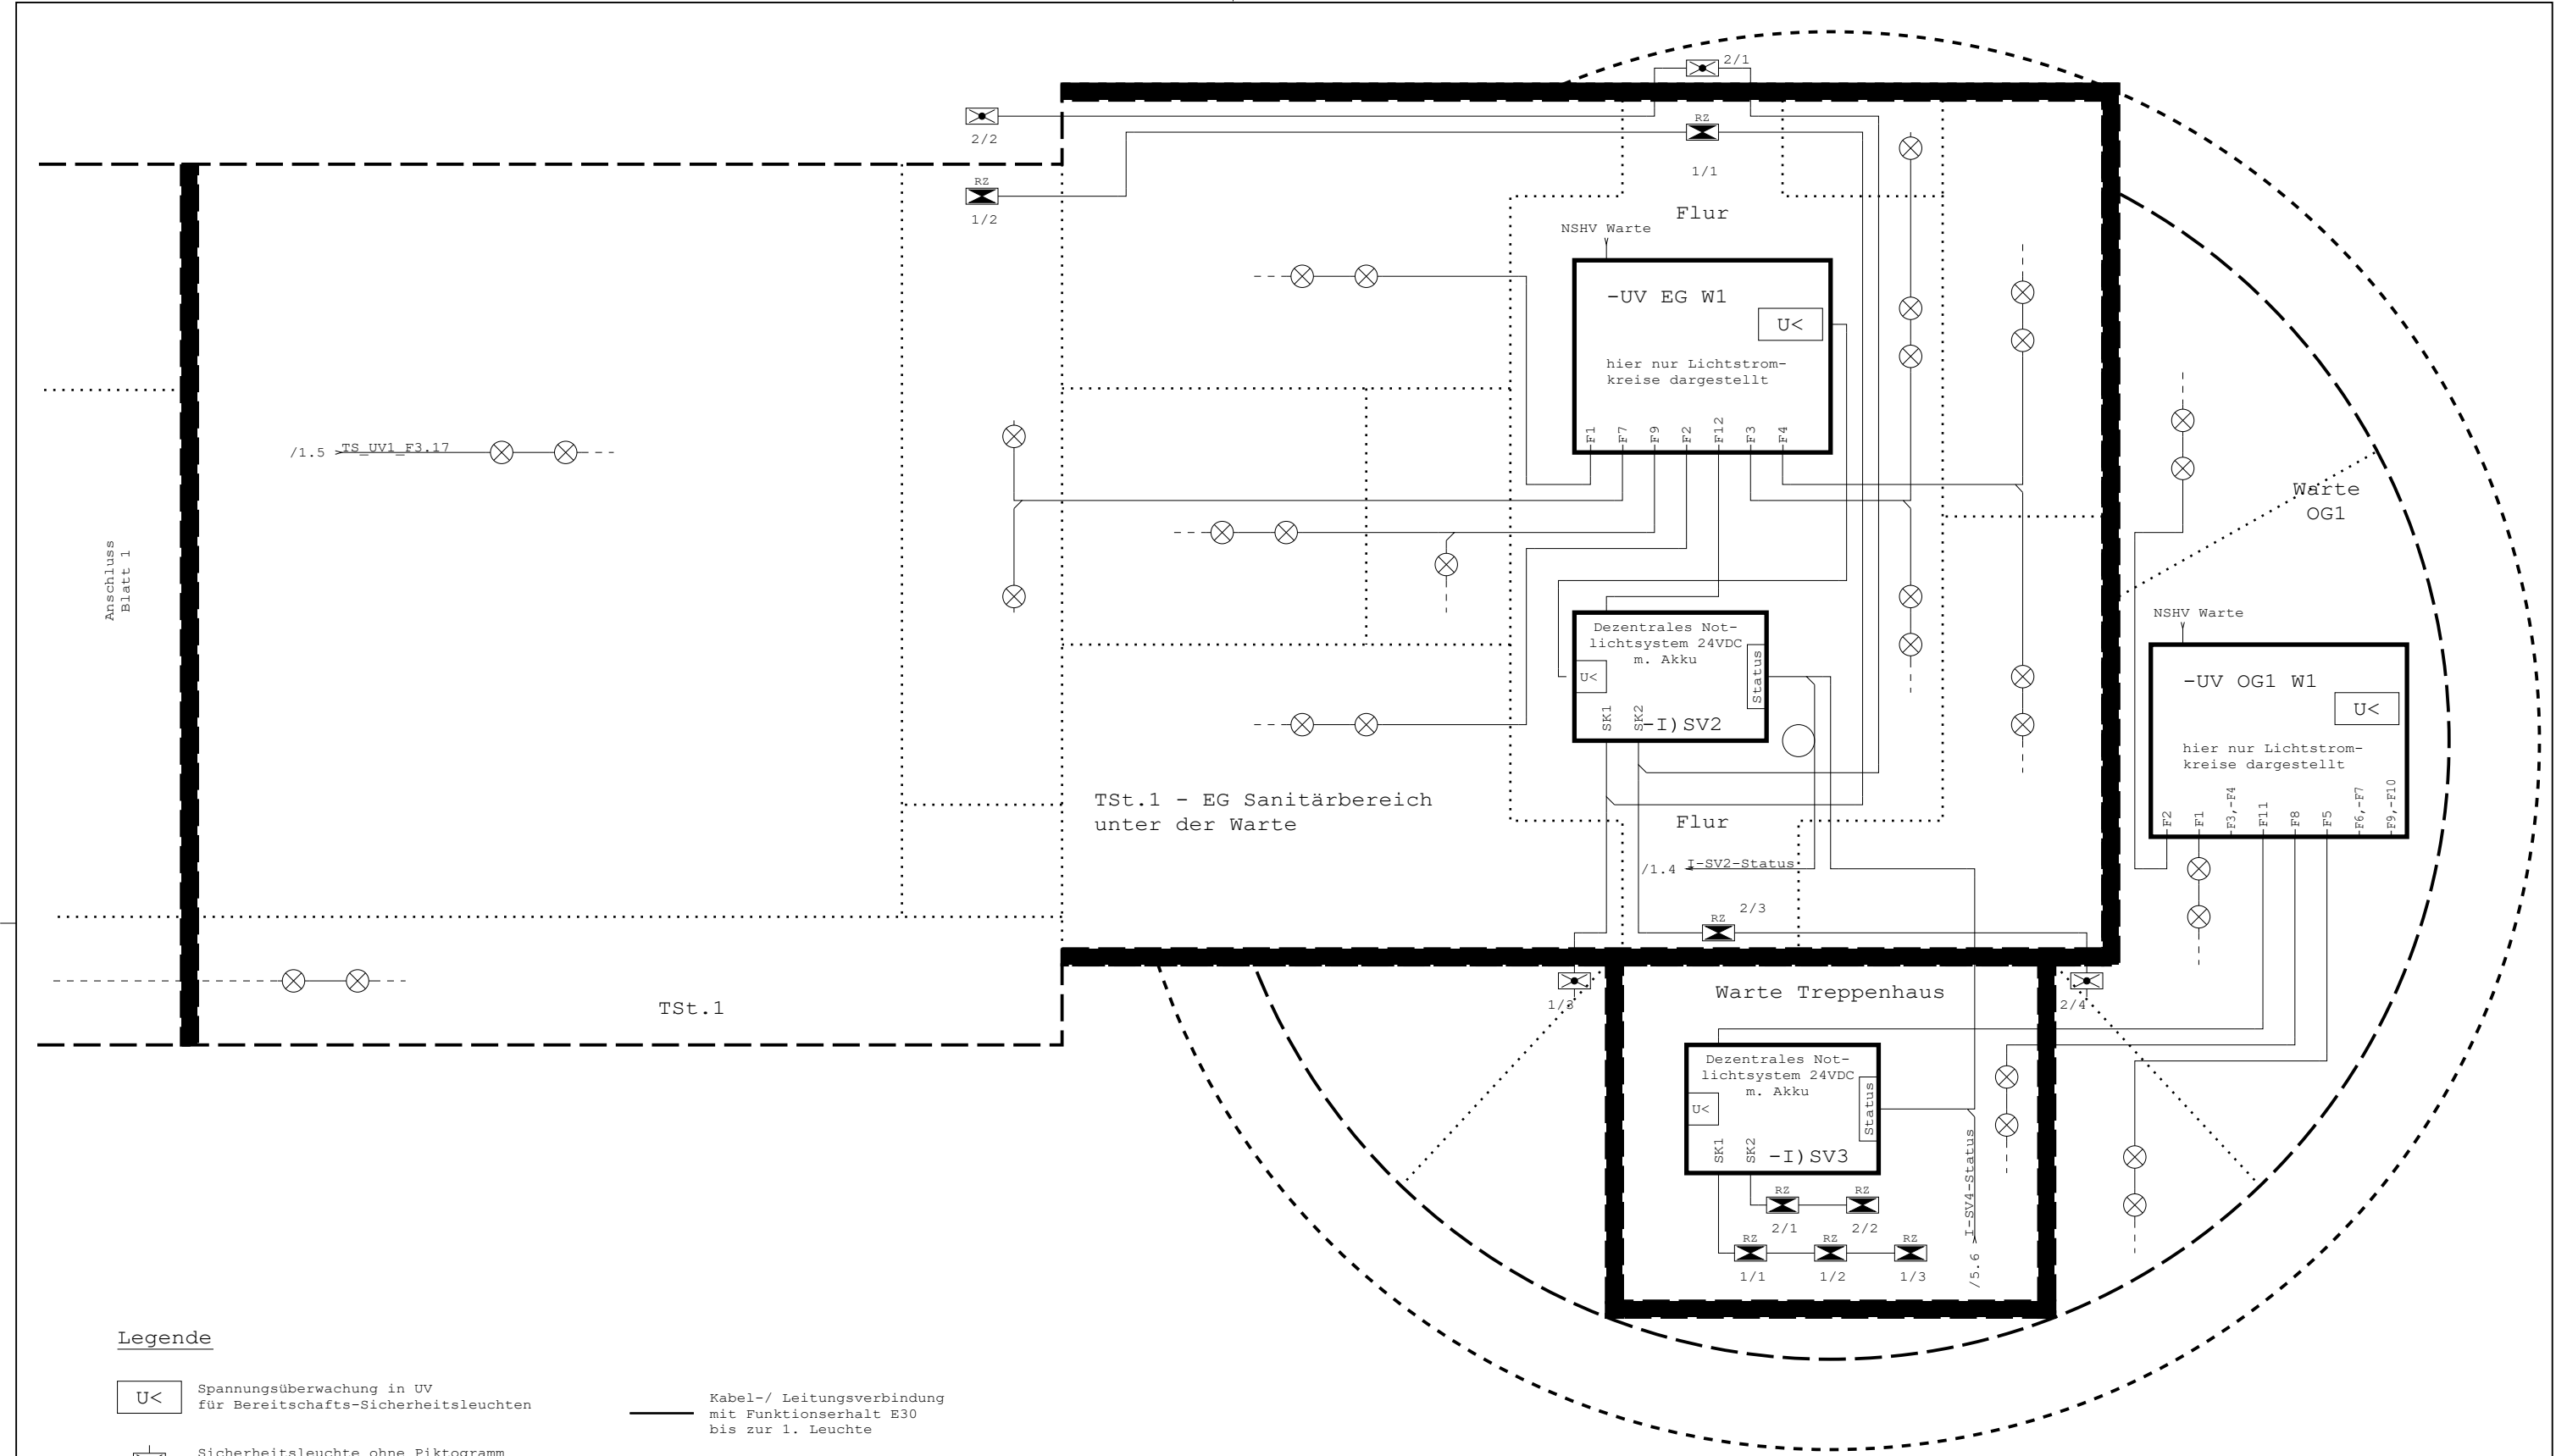 2/1
2/2
RZ
1/1
RZ
1/2
Flur
NSHV Warte
-UV EG W1
U<
hier nur Lichtstrom-
kreise dargestellt
F1
F7
F9
F2
F12
F3
F4
/1.5
TS_UV1_F3.17
Warte
OG1
Anschluss
Blatt 1
NSHV Warte
Dezentrales Not-
lichtsystem 24VDC
m. Akku
U<
Status
SK1
SK2
-I)SV2
-UV OG1 W1
U<
hier nur Lichtstrom-
kreise dargestellt
F2
F1
-F3,-F4
F11
F8
F5
-F6,-F7
-F9,-F10
TSt.1 - EG Sanitärbereich
unter der Warte
Flur
/1.4
I-SV2-Status
RZ
2/3
TSt.1
1/3
Warte Treppenhaus
2/4
Dezentrales Not-
lichtsystem 24VDC
m. Akku
U<
Status
SK1
SK2
-I)SV3
I-SV4-Status
/5.6
RZ
RZ
2/1
2/2
RZ
RZ
RZ
1/1
1/2
1/3
Legende
U<
Spannungsüberwachung in UV
für Bereitschafts-Sicherheitsleuchten
Kabel-/ Leitungsverbindung
mit Funktionserhalt E30
bis zur 1. Leuchte
Sicherheitsleuchte ohne Piktogramm